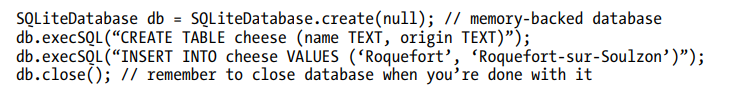 SQLiteDatabase db = SQLiteDatabase.create(null); // memory-backed database
db.execSQL(“CREATE TABLE cheese (name TEXT, origin TEXT)”);
db.execSQL(“INSERT INTO cheese VALUES (‘Roquefort’, ‘Roquefort-sur-Soulzon’)”);
db.close(); // remember to close database when you’re done with it